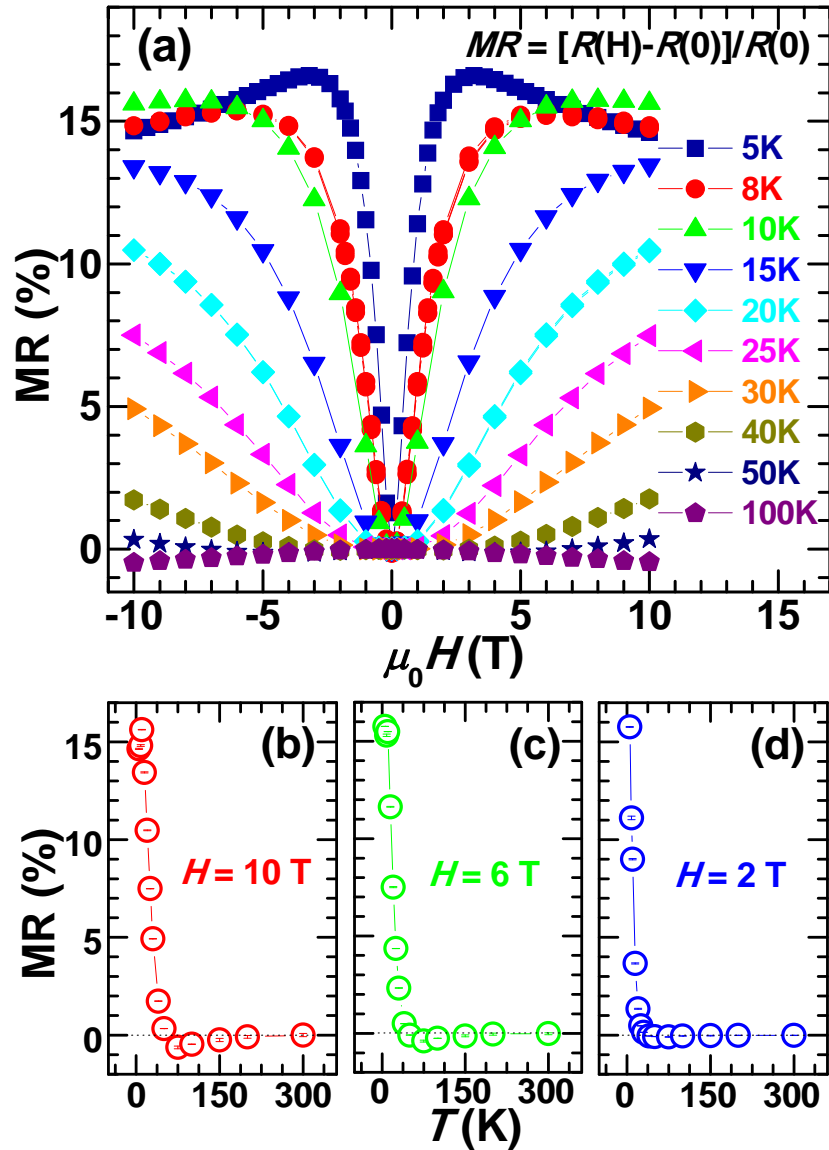 (a)
MR = [R(H)-R(0)]/R(0)
15
10
5
0
MR (%)
5K
8K
10K
15K
20K
25K
30K
40K
50K
100K
-10 -5 0 5 10 15
μ₀H (T)
(b) (c) (d)
15
10
5
0
MR (%)
H = 10 T H = 6 T H = 2 T
0 150 300 0 150 300 0 150 300
T (K)